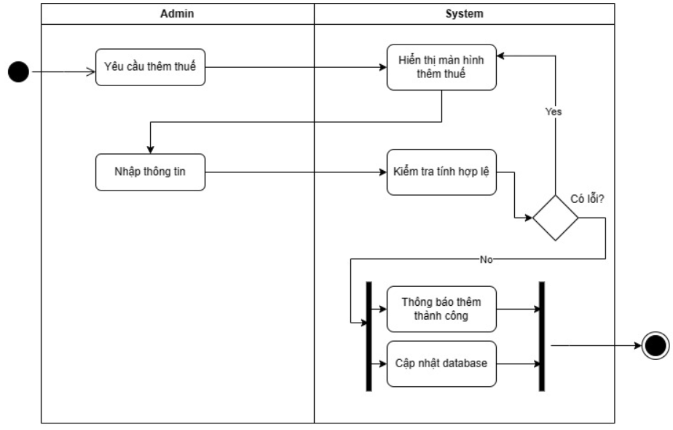 Admin
System
Yêu cầu thêm thuế
Hiển thị màn hình
thêm thuế
Yes
Nhập thông tin
Kiểm tra tính hợp lệ
Có lỗi?
No
Thông báo thêm
thành công
Cập nhật database